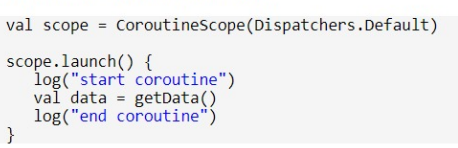 val scope = CoroutineScope(Dispatchers.Default)
scope.launch() {
log("start coroutine")
val data = getData()
log("end coroutine")
}